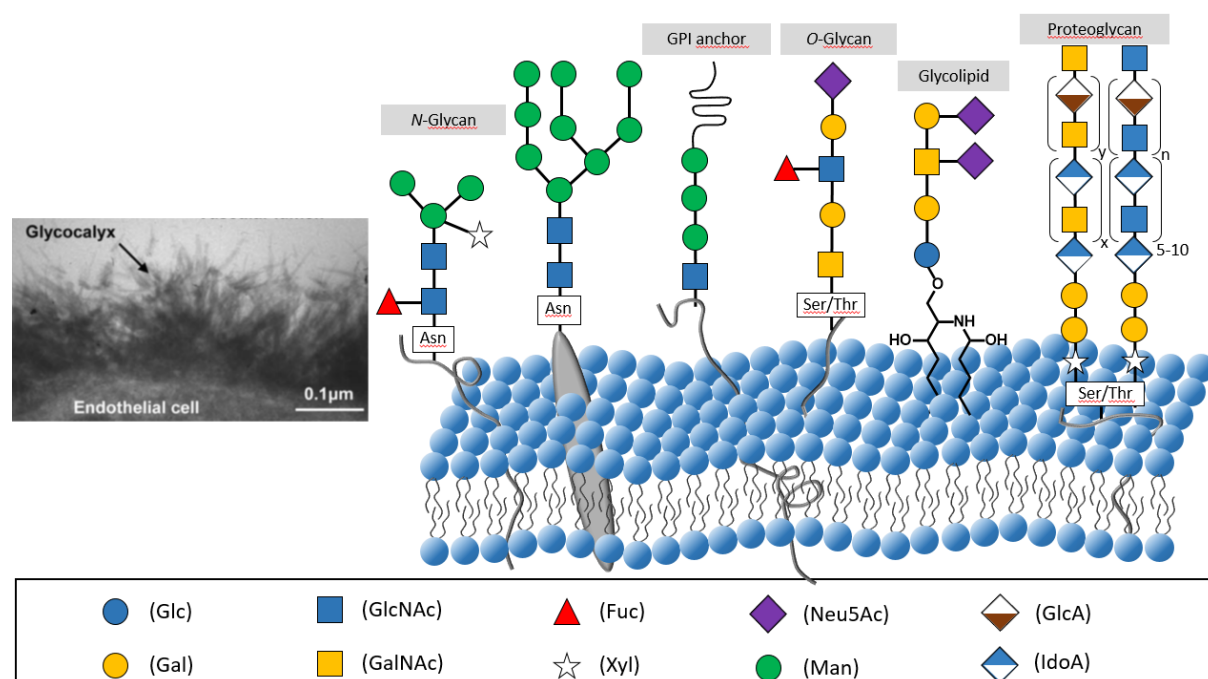 GPI anchor
O-Glycan
Proteoglycan
Glycolipid
N-Glycan
y
n
Glycocalyx
x
5-10
Asn
Ser/Thr
O
Asn
HO
NH
OH
0.1µm
Endothelial cell
Ser/Thr
(Glc)
(GlcNAc)
(Fuc)
(Neu5Ac)
(GlcA)
(Gal)
(GalNAc)
(Xyl)
(Man)
(IdoA)